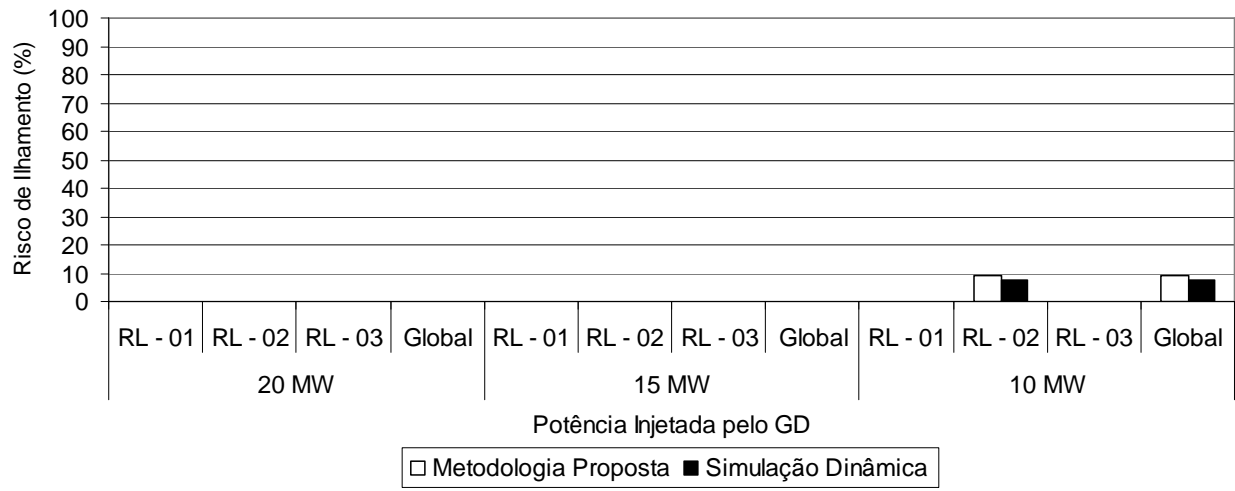 Risco de Ilhamento (%)
100
90
80
70
60
50
40
30
20
10
0
RL - 01 RL - 02 RL - 03 Global RL - 01 RL - 02 RL - 03 Global RL - 01 RL - 02 RL - 03 Global
20 MW 15 MW 10 MW
Potência Injetada pelo GD
Metodologia Proposta Simulação Dinâmica